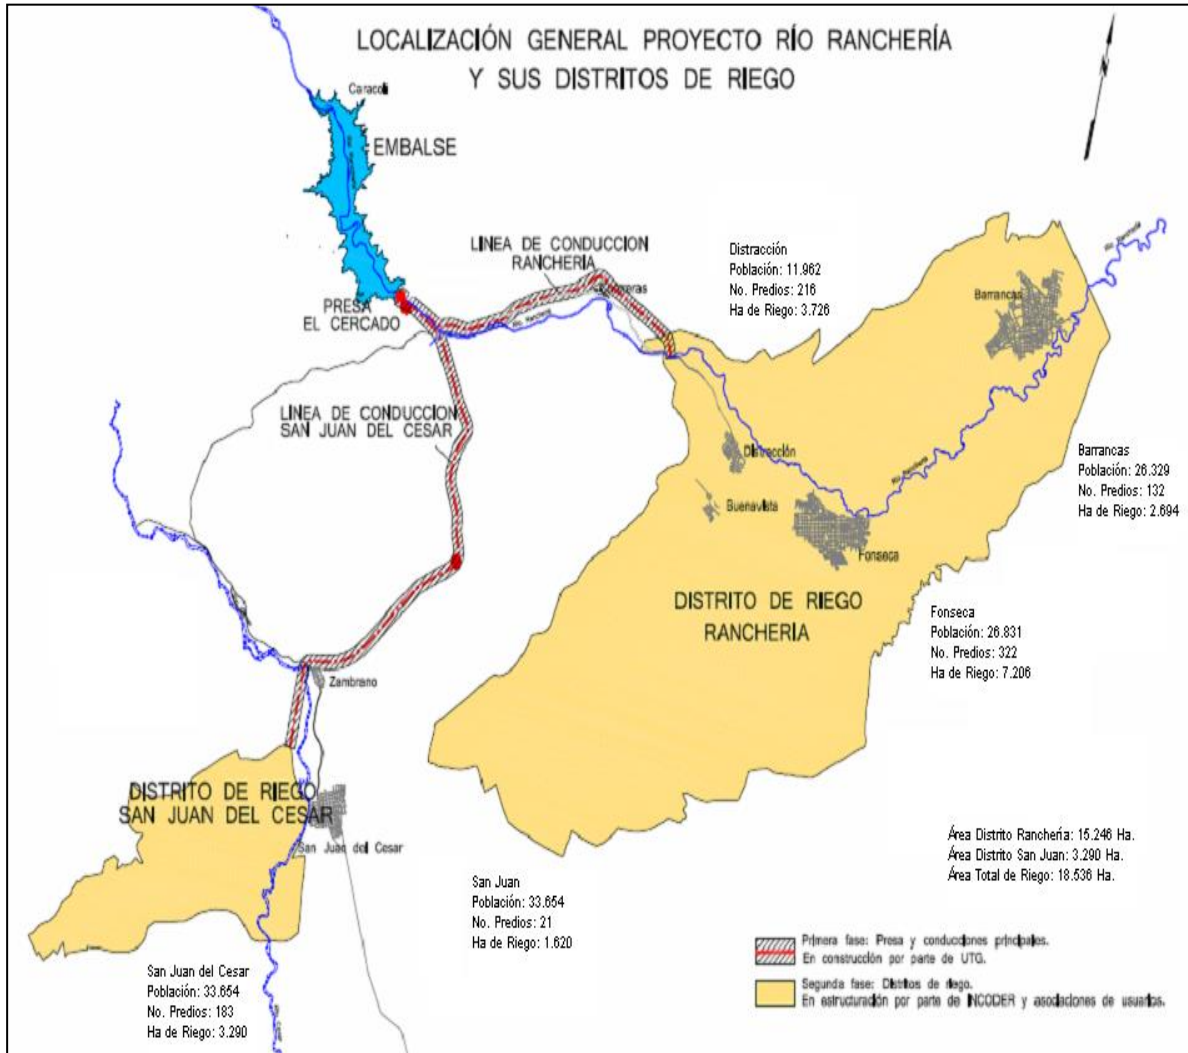 LOCALIZACIÓN GENERAL PROYECTO RÍO RANCHERÍA
Y SUS DISTRITOS DE RIEGO
Caracoli
EMBALSE
LINEA DE CONDUCCION
RANCHERIA
PRESA
EL CERCADO
Rio Rancheria
Distracción
Población: 11.962
No. Predios: 216
Ha de Riego: 3.726
Rio Rancheria
Barrancas
LINEA DE CONDUCCION
SAN JUAN DEL CESAR
Distracción
Buenavista
Rio Rancheria
Fonseca
Barrancas
Población: 26.329
No. Predios: 132
Ha de Riego: 2.694
DISTRITO DE RIEGO
RANCHERIA
Fonseca
Población: 26.831
No. Predios: 322
Ha de Riego: 7.206
Zambrano
DISTRITO DE RIEGO
SAN JUAN DEL CESAR
San Juan del Cesar
San Juan
Población: 33.654
No. Predios: 21
Ha de Riego: 1.620
Área Distrito Ranchería: 15.246 Ha.
Área Distrito San Juan: 3.290 Ha.
Área Total de Riego: 18.536 Ha.
San Juan del Cesar
Población: 33.654
No. Predios: 183
Ha de Riego: 3.290
Primera fase: Presa y conducciones principales.
En construcción por parte de UTG.
Segunda fase: Distritos de riego.
En estructuración por parte de INCODER y asociaciones de usuarios.